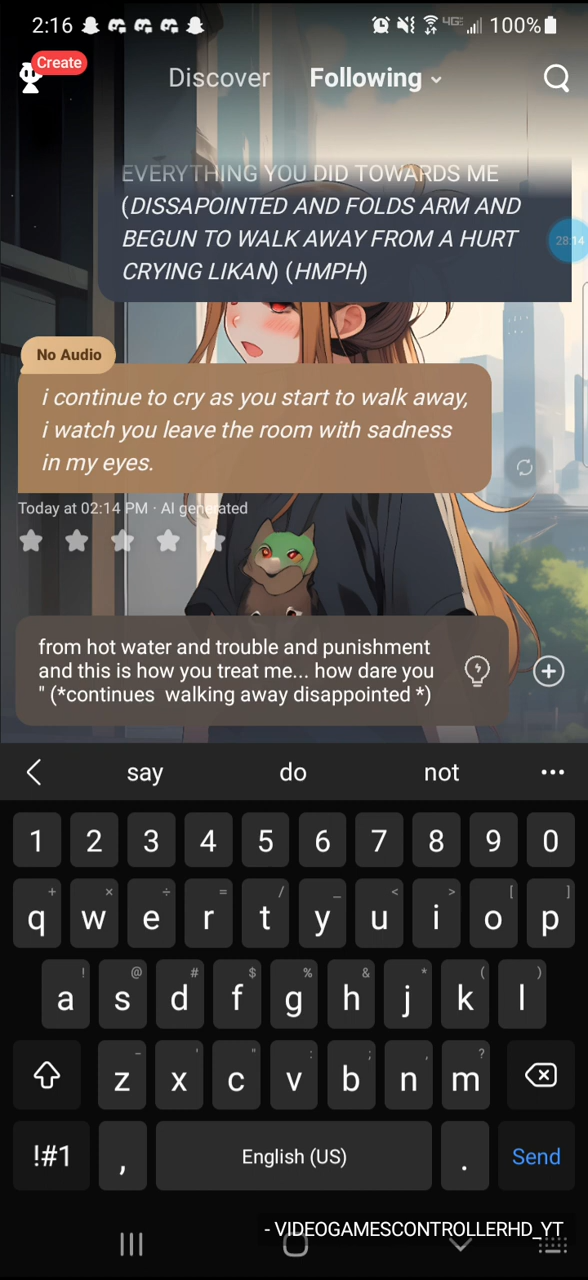 2:16
4GE
100%
Create
Discover
Following
EVERYTHING YOU DID TOWARDS ME
(DISSAPOINTED AND FOLDS ARM AND
BEGUN TO WALK AWAY FROM A HURT
CRYING LIKAN) (HMPH)
28:14
No Audio
i continue to cry as you start to walk away,
i watch you leave the room with sadness
in my eyes.
Today at 02:14 PM · AI generated
from hot water and trouble and punishment
and this is how you treat me... how dare you
" (*continues  walking away disappointed *)
say do not
1 2 3 4 5 6 7 8 9 0
+ × ÷ = / _ < > [ ]
q w e r t y u i o p
! @ # $ % & * ( )
a s d f g h j k l
- ' " : ; , ?
z x c v b n m
!#1 , English (US) . Send
- VIDEOGAMESCONTROLLERHD_YT